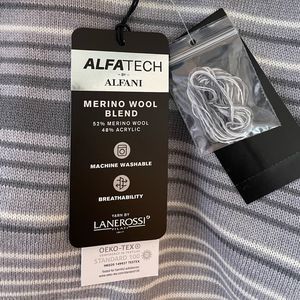 ALFATECH
BY
ALFANI
MERINO WOOL
BLEND
52% MERINO WOOL
48% ACRYLIC
MACHINE WASHABLE
BREATHABILITY
YARN BY
LANEROSSI
OEKO-TEX
STANDARD 100